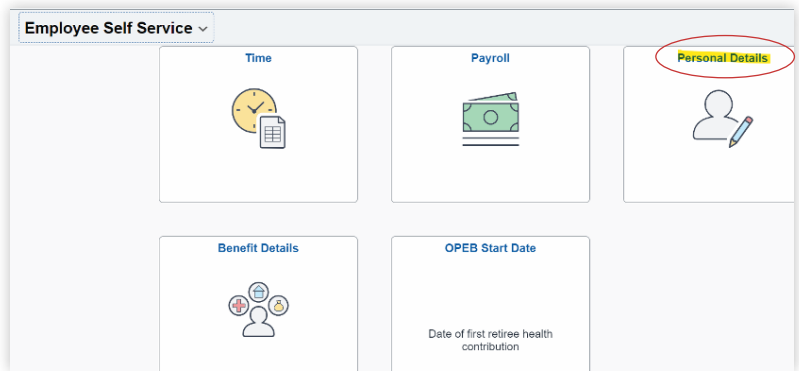 Employee Self Service
Time
Payroll
Personal Details
Benefit Details
OPEB Start Date
Date of first retiree health
contribution